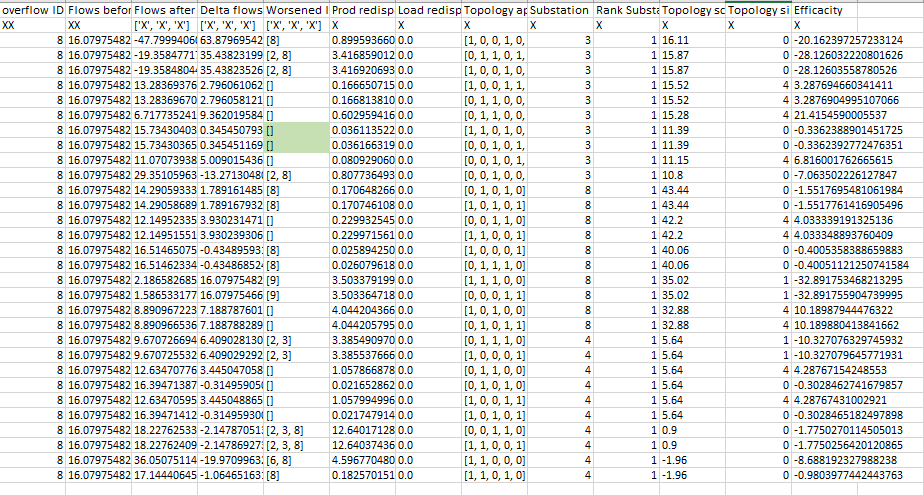 overflow ID Flows befor Flows after Delta flows Worsened l Prod redisp Load redisp Topology ap Substation Rank Substa Topology sc Topology si Efficacity
XX XX ['X', 'X', 'X'] ['X', 'X', 'X'] ['X', 'X', 'X'] X X X X X X X X
8 16.07975482 -47.79994060 63.87969542 [8] 0.899593660 0.0 [1, 0, 0, 1, 0, 3 1 16.11 0 -20.162397257233124
8 16.07975482 -19.3584771 35.43823199 [2, 8] 3.416859012 0.0 [0, 1, 1, 0, 1, 3 1 15.87 0 -28.126032220801626
8 16.07975482 -19.3584804 35.43823526 [2, 8] 3.416920693 0.0 [1, 0, 0, 1, 0, 3 1 15.87 0 -28.12603558780526
8 16.07975482 13.28369376 2.796061062 [] 0.166650715 0.0 [1, 0, 0, 1, 1, 3 1 15.52 4 3.287694660341411
8 16.07975482 13.28369670 2.796058121 [] 0.166813810 0.0 [0, 1, 1, 0, 0, 3 1 15.52 4 3.2876904995107066
8 16.07975482 6.717735241 9.362019584 [] 0.602959416 0.0 [0, 1, 1, 0, 0, 3 1 15.28 4 21.4154590005537
8 16.07975482 15.73430403 0.345450793 [] 0.036113522 0.0 [1, 1, 0, 1, 0, 3 1 11.39 0 -0.3362388901451725
8 16.07975482 15.73430365 0.345451169 [] 0.036166319 0.0 [0, 0, 1, 0, 1, 3 1 11.39 0 -0.3362392772476351
8 16.07975482 11.07073938 5.009015436 [] 0.080929060 0.0 [0, 0, 1, 0, 1, 3 1 11.15 4 6.816001762665615
8 16.07975482 29.35105963 -13.2713048 [2, 8] 0.807736493 0.0 [0, 0, 1, 0, 0, 3 1 10.8 0 -7.063502226127847
8 16.07975482 14.29059333 1.789161485 [8] 0.170648266 0.0 [0, 0, 1, 0, 1, 0] 8 1 43.44 0 -1.5517695481061984
8 16.07975482 14.29058689 1.789167932 [8] 0.170746108 0.0 [1, 1, 0, 1, 0] 8 1 43.44 0 -1.5517761416905496
8 16.07975482 12.14952335 3.930231471 [] 0.229932545 0.0 [0, 0, 1, 1, 0] 8 1 42.2 4 4.033339191325136
8 16.07975482 12.14951551 3.930239306 [] 0.229971561 0.0 [1, 1, 0, 0, 1] 8 1 42.2 4 4.033348893760409
8 16.07975482 16.51465075 -0.43489593 [8] 0.025894250 0.0 [1, 0, 0, 0, 1] 8 1 40.06 0 -0.4005358388659883
8 16.07975482 16.51462334 -0.43486852 [8] 0.026079618 0.0 [0, 1, 1, 1, 0] 8 1 40.06 0 -0.40051121250741584
8 16.07975482 2.186582685 16.07975482 [9] 3.503379199 0.0 [1, 1, 1, 0, 0] 8 1 35.02 1 -32.891753468213295
8 16.07975482 1.586533177 16.07975466 [9] 3.503364718 0.0 [0, 0, 0, 1, 1] 8 1 35.02 1 -32.891755904739995
8 16.07975482 8.890967223 7.188787601 [] 4.044204366 0.0 [1, 0, 1, 0, 0] 8 1 32.88 4 10.18987944476322
8 16.07975482 8.890966536 7.188788289 [] 4.044205795 0.0 [0, 1, 0, 1, 1] 8 1 32.88 4 10.189880413841662
8 16.07975482 9.670726694 6.409028130 [2, 3] 3.385490970 0.0 [0, 1, 1, 1, 0] 4 1 5.64 1 -10.327076329745932
8 16.07975482 9.670725532 6.409029292 [2, 3] 3.385537666 0.0 [1, 0, 0, 0, 1] 4 1 5.64 1 -10.327079645771931
8 16.07975482 12.63470776 3.445047058 [] 1.057866878 0.0 [0, 1, 1, 0, 0] 4 1 5.64 4 4.28767154248553
8 16.07975482 16.39471387 -0.31495905 [] 0.021652862 0.0 [0, 1, 0, 1, 0] 4 1 5.64 0 -0.3028462741679857
8 16.07975482 12.63470595 3.445048865 [] 1.057994996 0.0 [1, 0, 0, 1, 1] 4 1 5.64 4 4.28767431002921
8 16.07975482 16.39471412 -0.31495930 [] 0.021747914 0.0 [1, 0, 1, 0, 1] 4 1 5.64 0 -0.3028465182497898
8 16.07975482 18.22762533 -2.14787051 [2, 3, 8] 12.64017128 0.0 [0, 0, 1, 1, 0] 4 1 0.9 0 -1.7750270114505013
8 16.07975482 18.22762409 -2.14786927 [2, 3, 8] 12.64037436 0.0 [1, 1, 0, 0, 1] 4 1 0.9 0 -1.7750256420120865
8 16.07975482 36.05075114 -19.9709963 [6, 8] 4.596770480 0.0 [1, 1, 0, 0, 0] 4 1 -1.96 0 -8.688192327988238
8 16.07975482 17.14440645 -1.06465163 [8] 0.182570151 0.0 [1, 1, 0, 1, 0] 4 1 -1.96 0 -0.9803977442443763